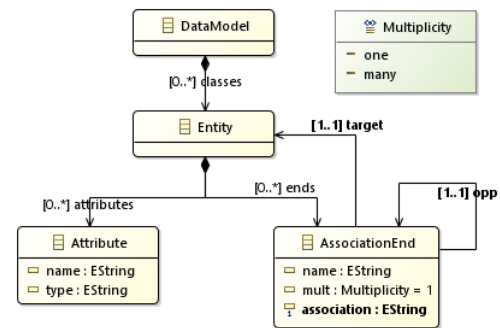 DataModel
Multiplicity
one
many
[0..*] classes
Entity
[1..1] target
[0..*] attributes
[0..*] ends
[1..1] opp
Attribute
name : EString
type : EString
AssociationEnd
name : EString
mult : Multiplicity = 1
1 association : EString